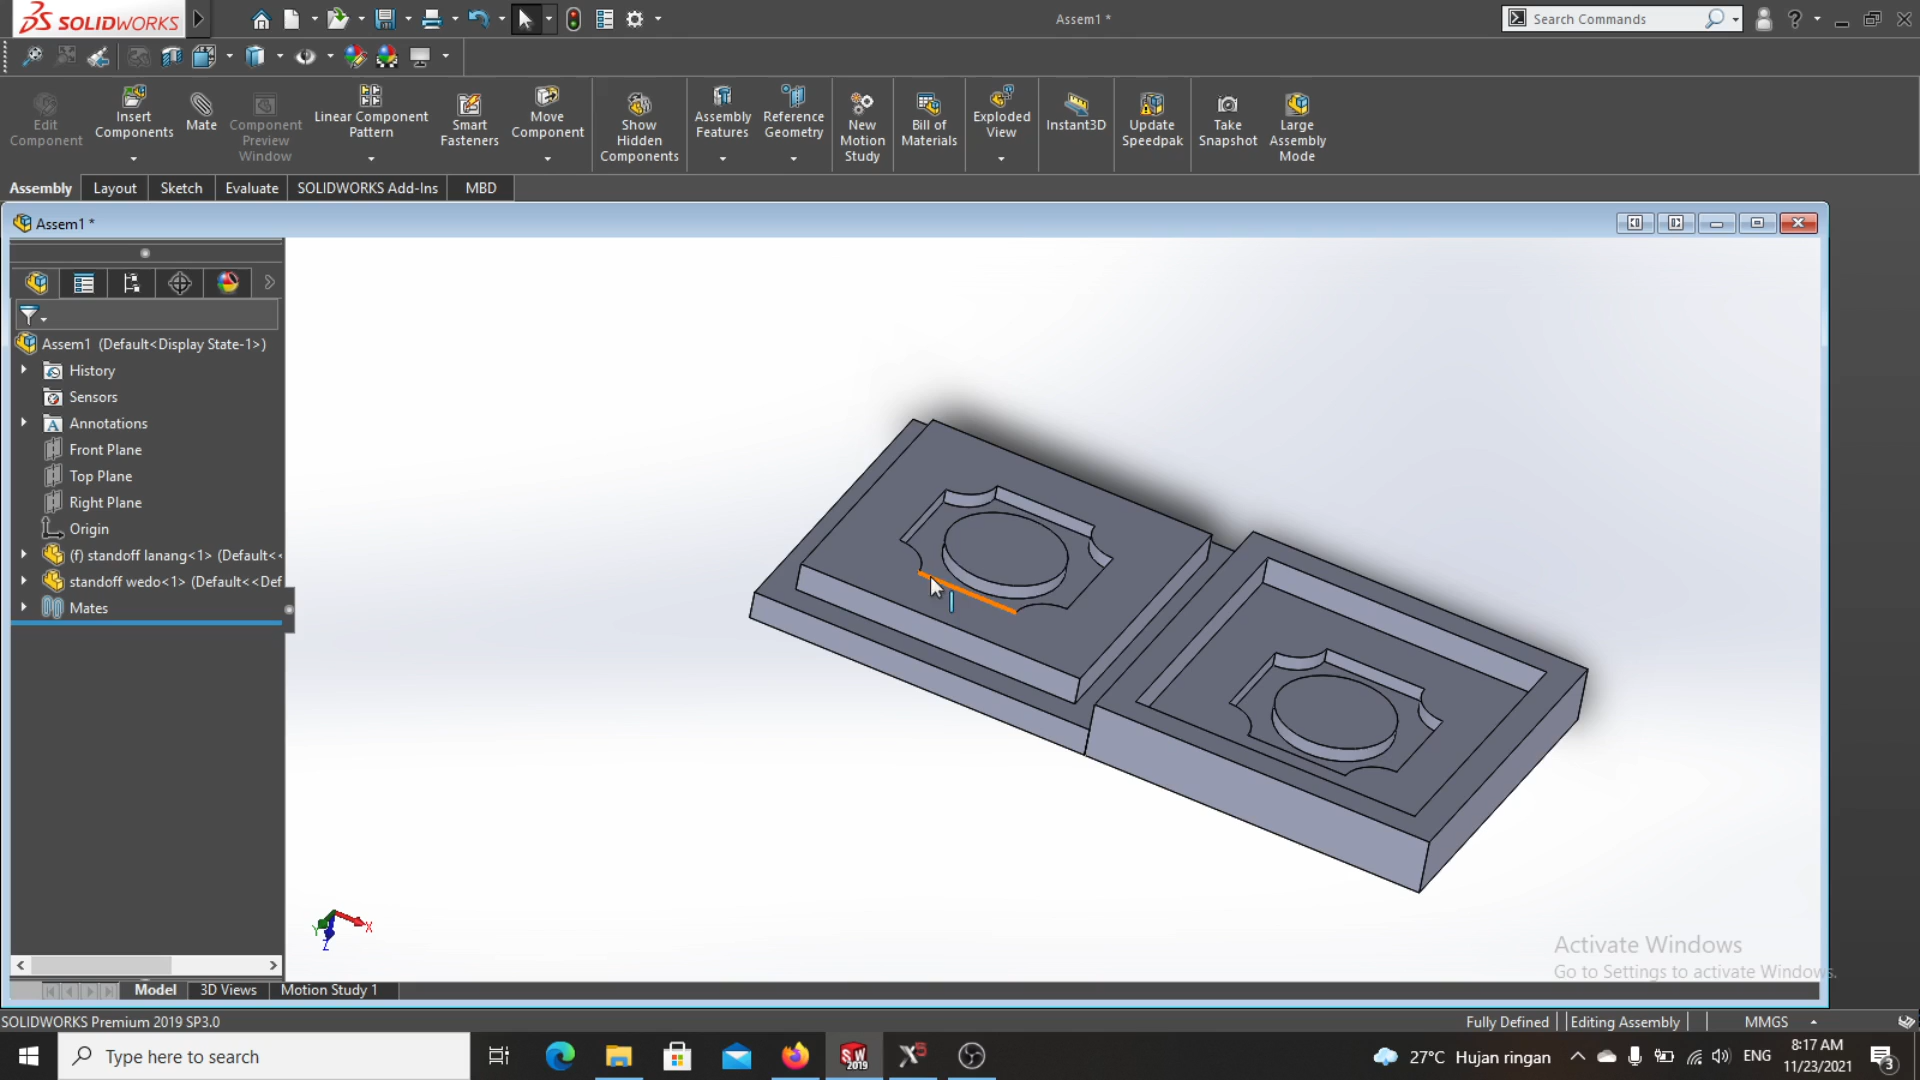 SOLIDWORKS
Assem1 *
Search Commands
Edit Component
Insert Components
Mate
Component Preview Window
Linear Component Pattern
Smart Fasteners
Move Component
Show Hidden Components
Assembly Features
Reference Geometry
New Motion Study
Bill of Materials
Exploded View
Instant3D
Update Speedpak
Take Snapshot
Large Assembly Mode
Assembly
Layout
Sketch
Evaluate
SOLIDWORKS Add-Ins
MBD
Assem1 *
Assem1 (Default<Display State-1>)
History
Sensors
Annotations
Front Plane
Top Plane
Right Plane
Origin
(f) standoff lanang<1> (Default<<
standoff wedo<1> (Default<<Def
Mates
X
Y
Z
Activate Windows
Go to Settings to activate Windows.
Model
3D Views
Motion Study 1
SOLIDWORKS Premium 2019 SP3.0
Fully Defined
Editing Assembly
MMGS
Type here to search
SW 2019
X5
27°C Hujan ringan
ENG
8:17 AM
11/23/2021
3